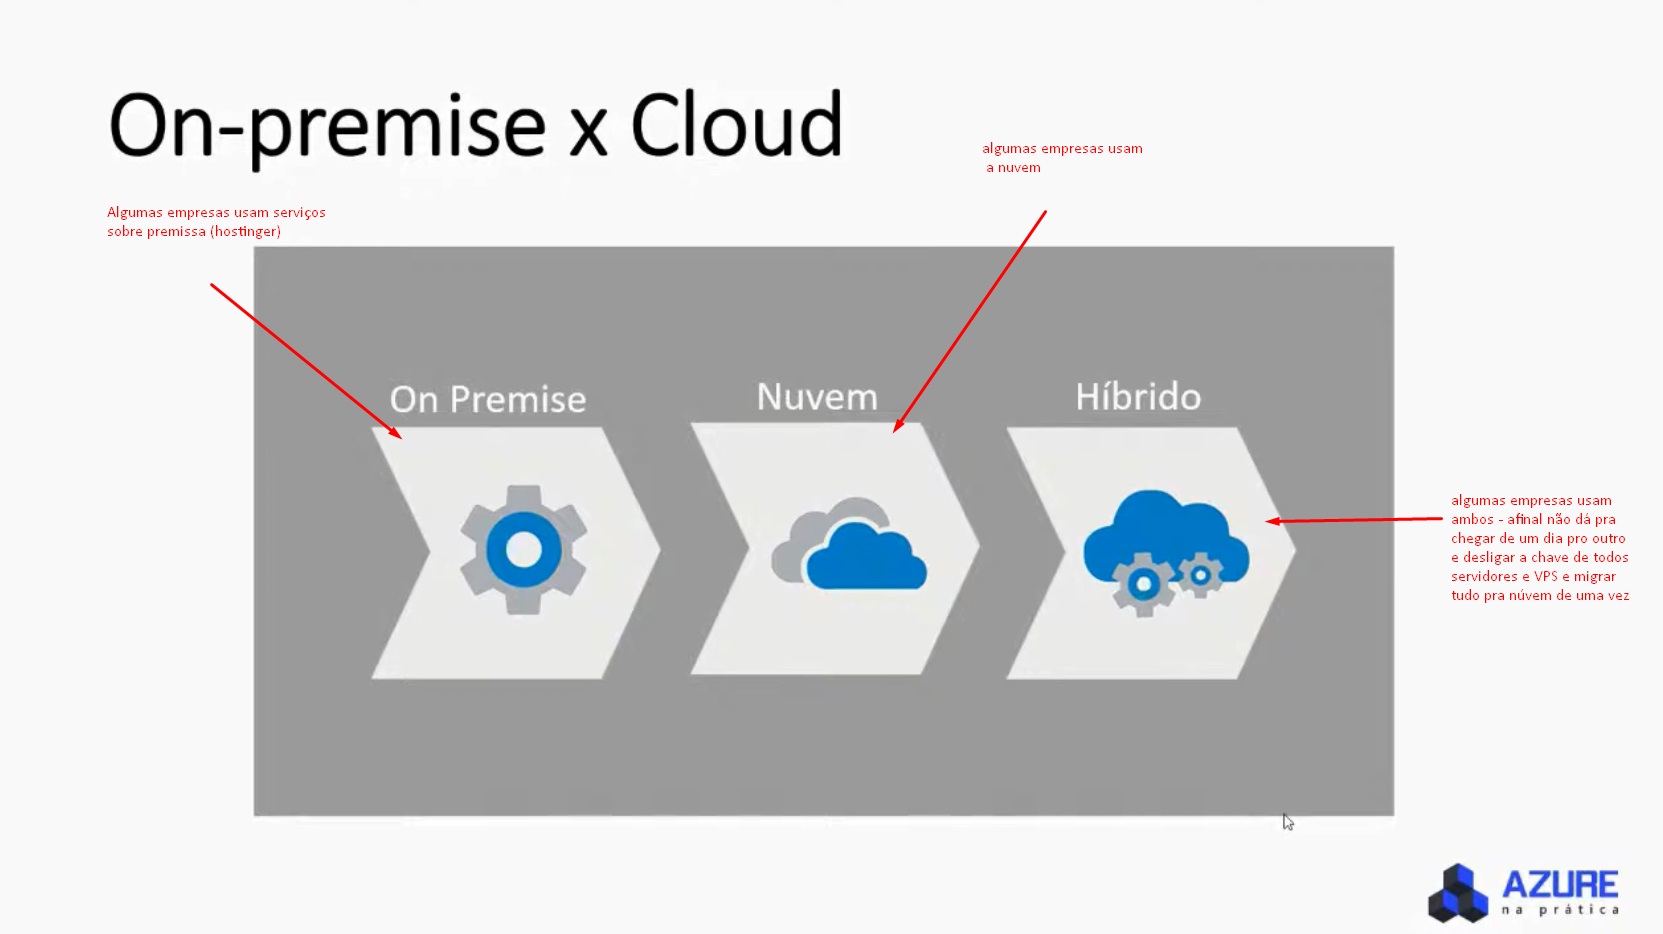 On-premise x Cloud
algumas empresas usam
a nuvem
Algumas empresas usam serviços
sobre premissa (hostinger)
On Premise
Nuvem
Híbrido
algumas empresas usam
ambos - afinal não dá pra
chegar de um dia pro outro
e desligar a chave de todos
servidores e VPS e migrar
tudo pra núvem de uma vez
AZURE
na prática